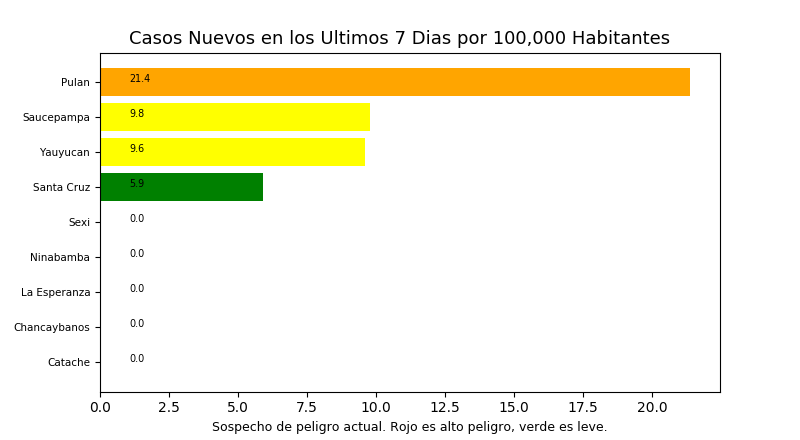 Casos Nuevos en los Ultimos 7 Dias por 100,000 Habitantes
Pulan 21.4
Saucepampa 9.8
Yauyucan 9.6
Santa Cruz 5.9
Sexi 0.0
Ninabamba 0.0
La Esperanza 0.0
Chancaybanos 0.0
Catache 0.0
0.0 2.5 5.0 7.5 10.0 12.5 15.0 17.5 20.0
Sospecho de peligro actual. Rojo es alto peligro, verde es leve.